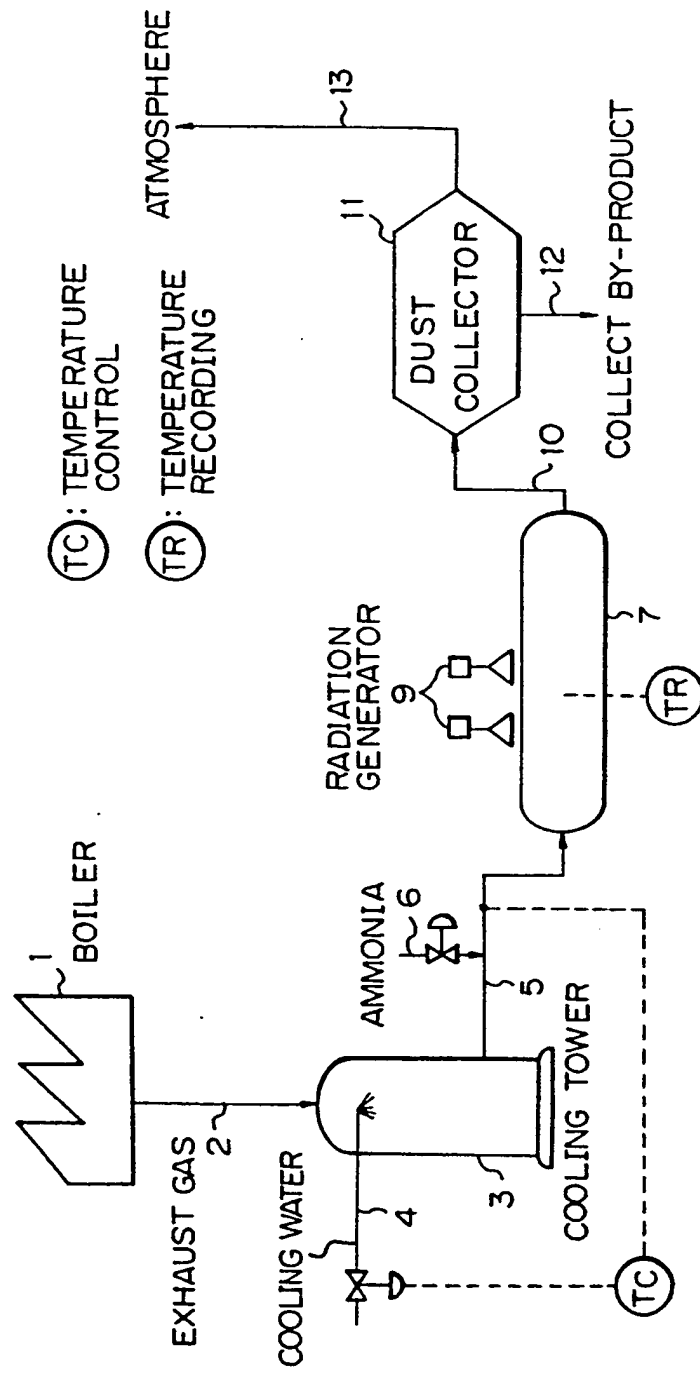 1
BOILER
EXHAUST GAS
2
COOLING WATER
4
3
COOLING TOWER
TC
AMMONIA
6
5
RADIATION
GENERATOR
9
7
TR
10
DUST
COLLECTOR
11
12
COLLECT BY-PRODUCT
13
ATMOSPHERE
TC : TEMPERATURE
CONTROL
TR : TEMPERATURE
RECORDING